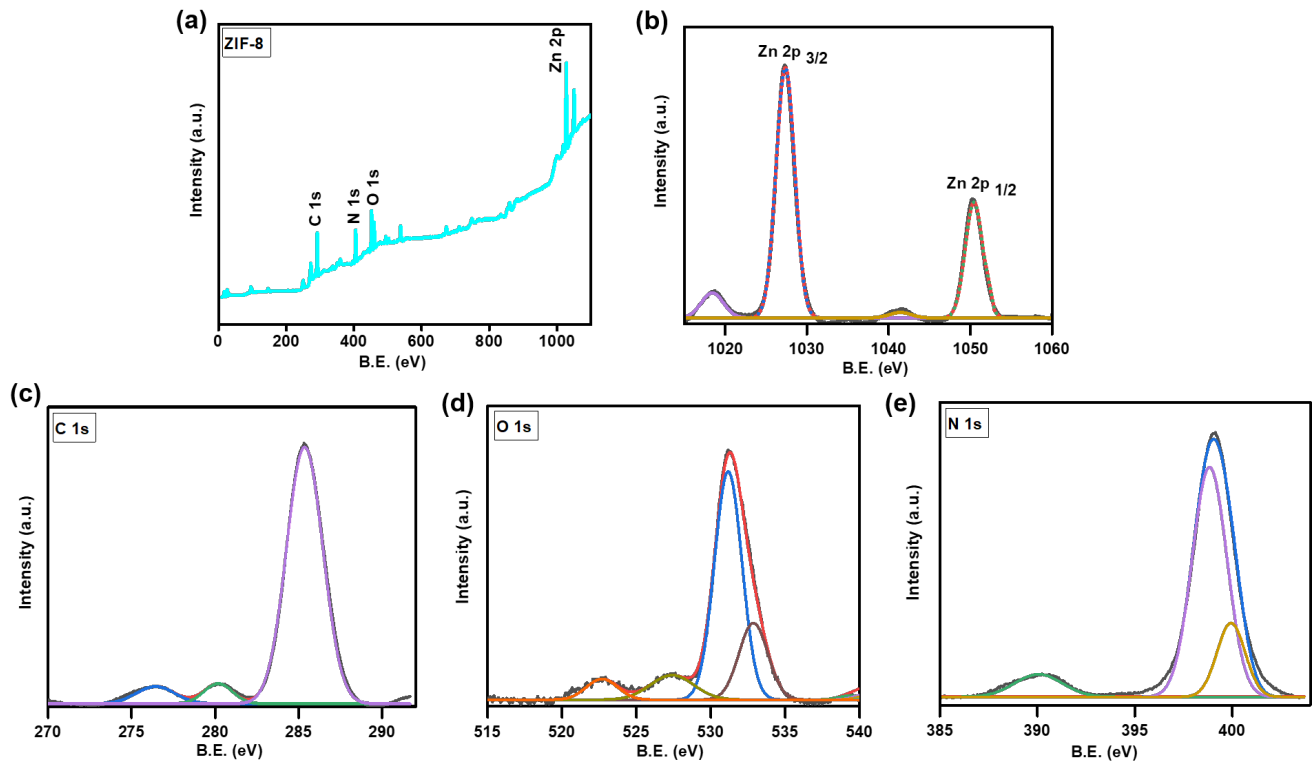 (a)
ZIF-8
C 1s
N 1s
O 1s
Zn 2p
Intensity (a.u.)
0 200 400 600 800 1000
B.E. (eV)
(b)
Zn 2p 3/2
Zn 2p 1/2
Intensity (a.u.)
1020 1030 1040 1050 1060
B.E. (eV)
(c)
C 1s
Intensity (a.u.)
270 275 280 285 290
B.E. (eV)
(d)
O 1s
Intensity (a.u.)
515 520 525 530 535 540
B.E. (eV)
(e)
N 1s
Intensity (a.u.)
385 390 395 400
B.E. (eV)